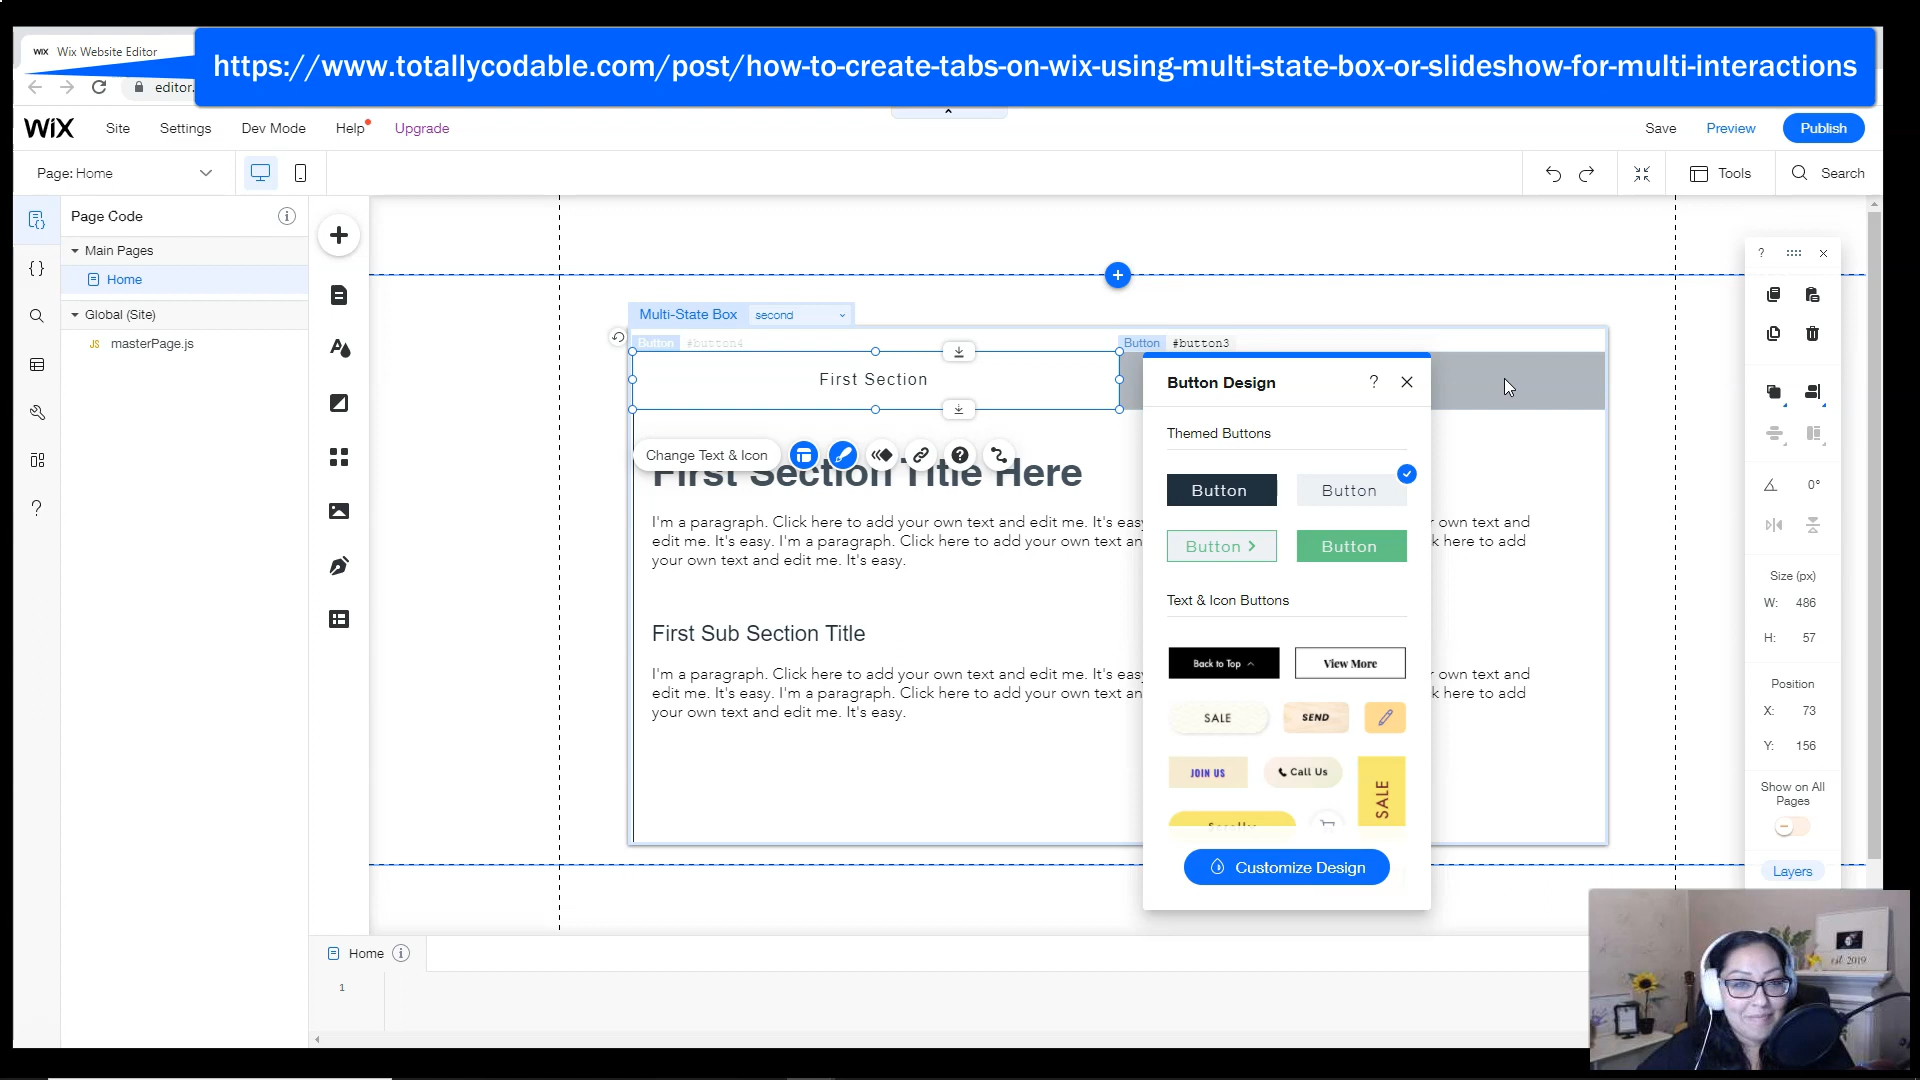 WIX Wix Website Editor
https://www.totallycodable.com/post/how-to-create-tabs-on-wix-using-multi-state-box-or-slideshow-for-multi-interactions
editor.
WIX Site Settings Dev Mode Help Upgrade Save Preview Publish
Page: Home Tools Search
Page Code
Main Pages
Home
Global (Site)
JS masterPage.js
Multi-State Box second
Button #button4 Button #button3
First Section
Change Text & Icon
First Section Title Here
I'm a paragraph. Click here to add your own text and edit me. It's eas r own text and
edit me. It's easy. I'm a paragraph. Click here to add your own text an k here to add
your own text and edit me. It's easy.
First Sub Section Title
I'm a paragraph. Click here to add your own text and edit me. It's eas r own text and
edit me. It's easy. I'm a paragraph. Click here to add your own text an k here to add
your own text and edit me. It's easy.
Button Design ?
Themed Buttons
Button Button
Button > Button
Text & Icon Buttons
Back to Top View More
SALE SEND
JOIN US Call Us
SALE
Customize Design
?
0°
Size (px)
W: 486
H: 57
Position
X: 73
Y: 156
Show on All
Pages
Layers
Home
1
est 2019